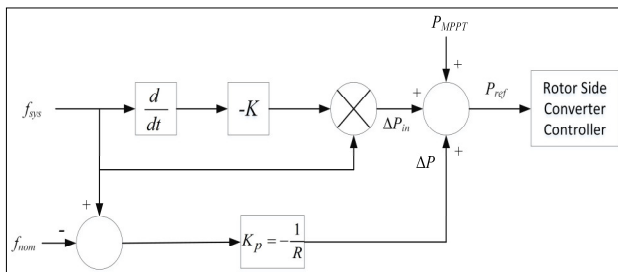 P_MPPT
+
f_sys
d/dt
-K
+
ΔP_in
P_ref
Rotor Side
Converter
Controller
ΔP
+
+
-
f_nom
K_p = -1/R